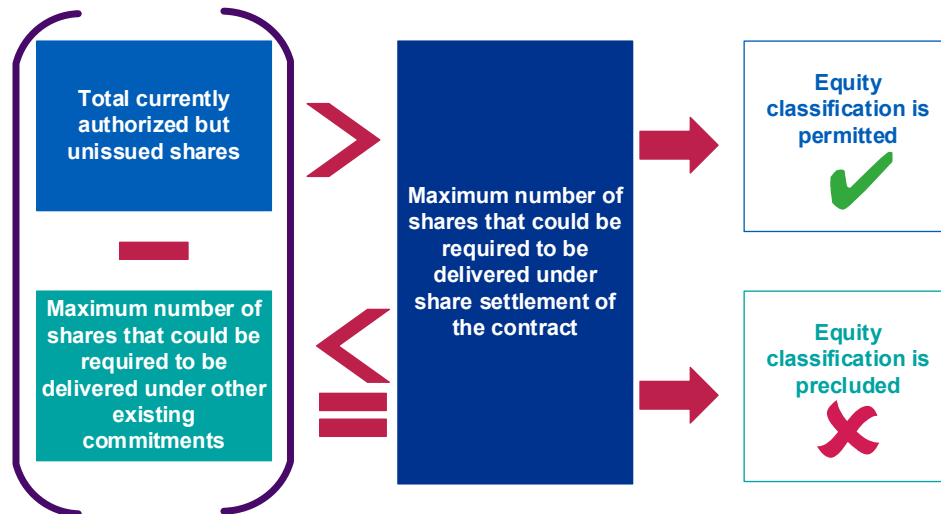 Total currently
authorized but
unissued shares
Maximum number of
shares that could be
required to be
delivered under other
existing
commitments
>
<
=
Maximum number of
shares that could be
required to be
delivered under
share settlement of
the contract
Equity
classification is
permitted
Equity
classification is
precluded